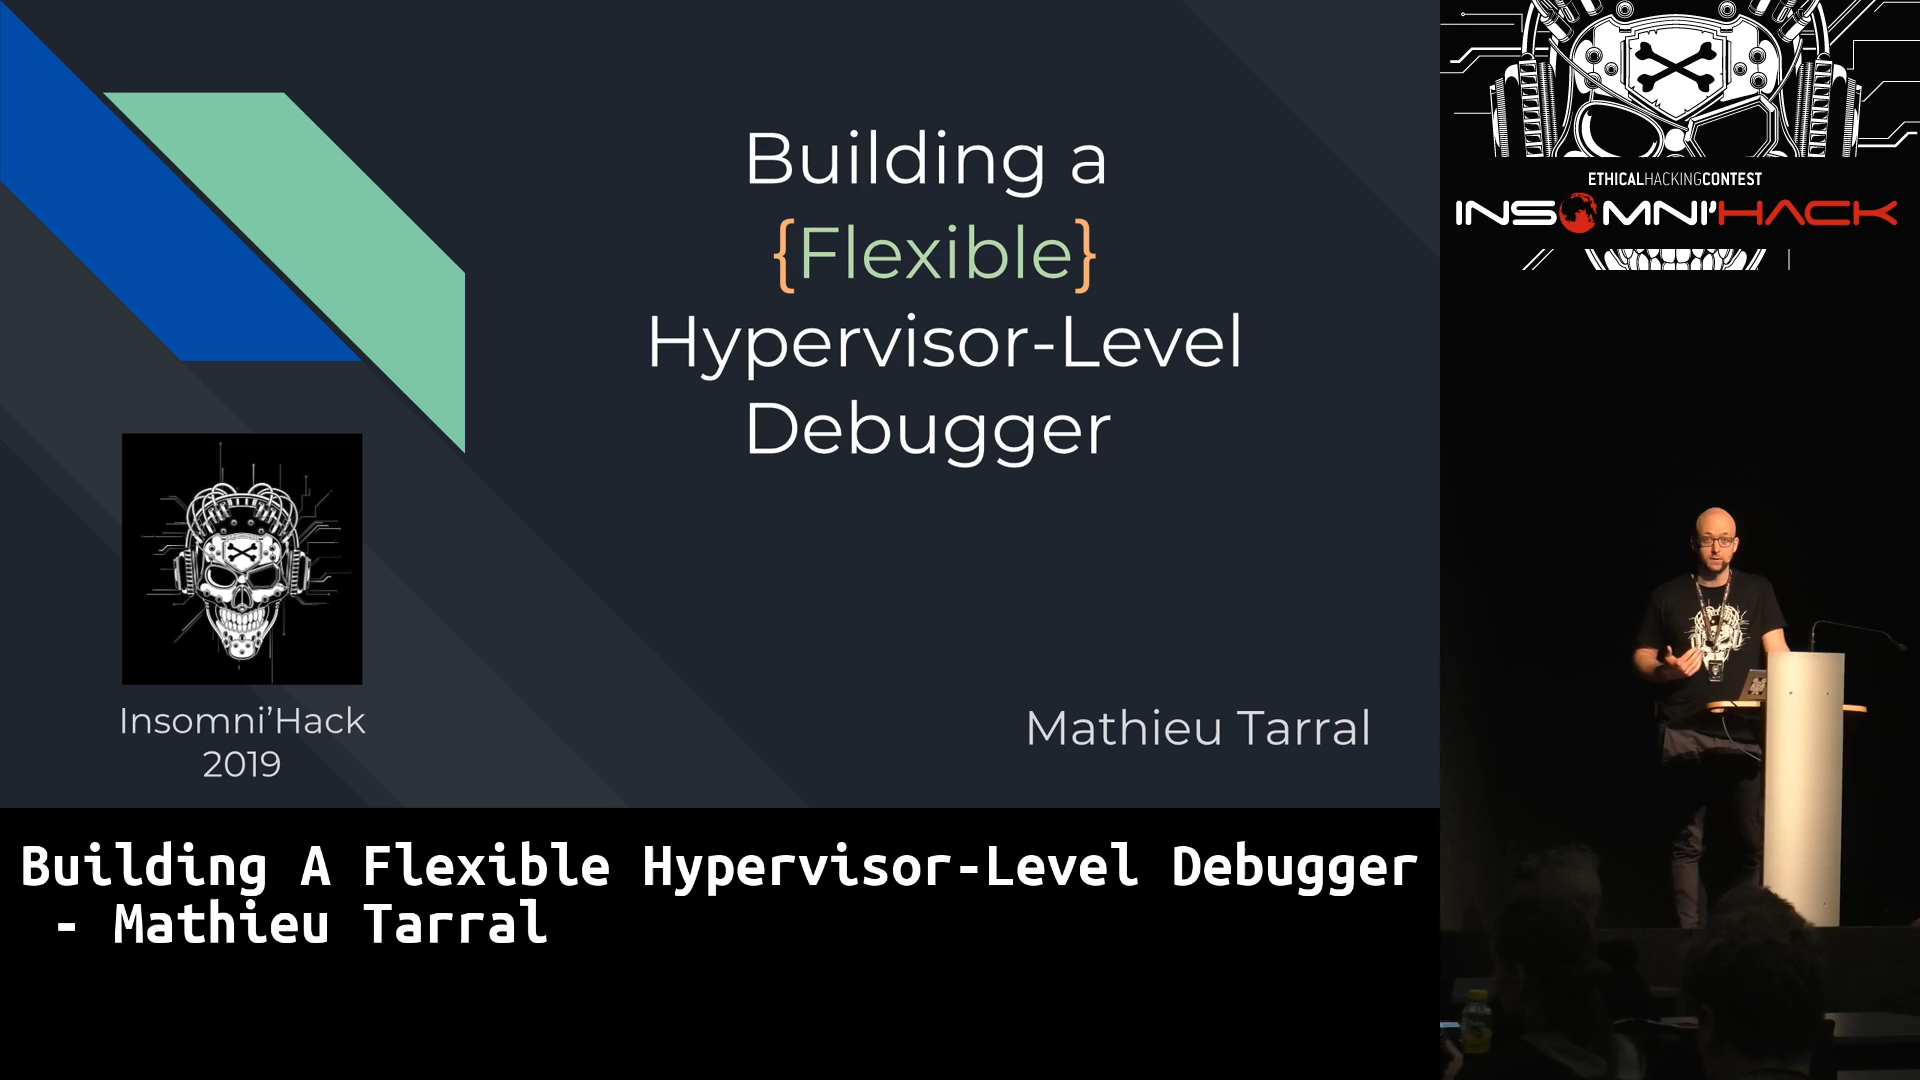 Building a
{Flexible}
Hypervisor-Level
Debugger
Insomni'Hack
2019
Mathieu Tarral
ETHICALHACKINGCONTEST
INSOMNI'HACK
Building A Flexible Hypervisor-Level Debugger
- Mathieu Tarral